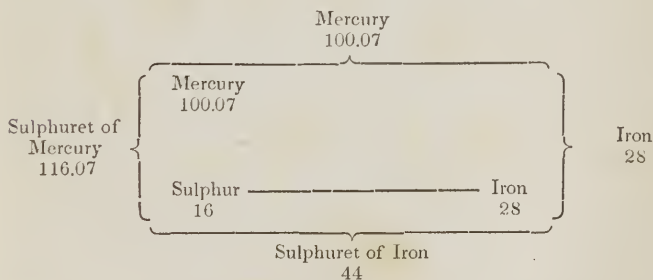 Mercury
100.07
Mercury
100.07
Sulphuret of
Mercury
116.07
Iron
28
Sulphur
16
Iron
28
Sulphuret of Iron
44